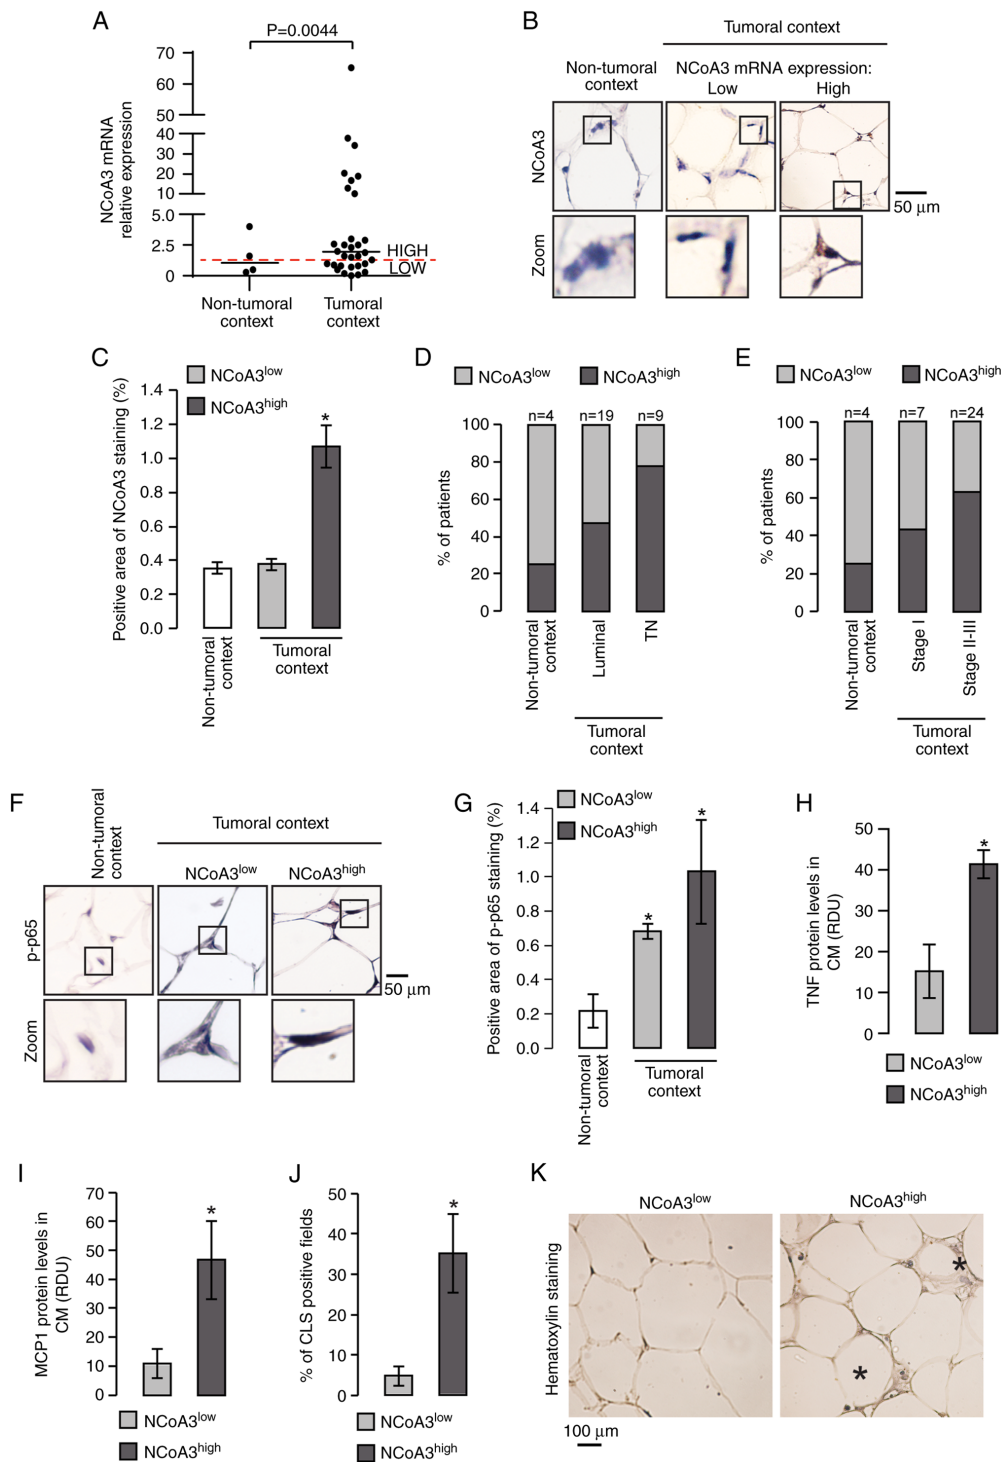 A
P=0.0044
NCoA3 mRNA
relative expression
70
60
50
40
30
20
10
5.0
2.5
0
HIGH
LOW
Non-tumoral
context
Tumoral
context
B
Tumoral context
Non-tumoral
context
NCoA3 mRNA expression:
Low
High
NCoA3
50 μm
Zoom
C
NCoA3low
NCoA3high
Positive area of NCoA3 staining (%)
1.4
1.2
1.0
0.8
0.6
0.4
0.2
0.0
*
Non-tumoral
context
Tumoral
context
D
NCoA3low
NCoA3high
% of patients
n=4
n=19
n=9
100
80
60
40
20
0
Non-tumoral
context
Luminal
TN
Tumoral
context
E
NCoA3low
NCoA3high
% of patients
n=4
n=7
n=24
100
80
60
40
20
0
Non-tumoral
context
Stage I
Stage II-III
Tumoral
context
F
Non-tumoral
context
Tumoral context
NCoA3low
NCoA3high
p-p65
50 μm
Zoom
G
NCoA3low
NCoA3high
Positive area of p-p65 staining (%)
1.4
1.2
1.0
0.8
0.6
0.4
0.2
0.0
*
*
Non-tumoral
context
Tumoral
context
H
TNF protein levels in
CM (RDU)
50
40
30
20
10
0
*
NCoA3low
NCoA3high
I
MCP1 protein levels in
CM (RDU)
70
60
50
40
30
20
10
0
*
NCoA3low
NCoA3high
J
% of CLS positive fields
50
40
30
20
10
0
*
NCoA3low
NCoA3high
K
NCoA3low
NCoA3high
Hematoxylin staining
*
*
100 μm